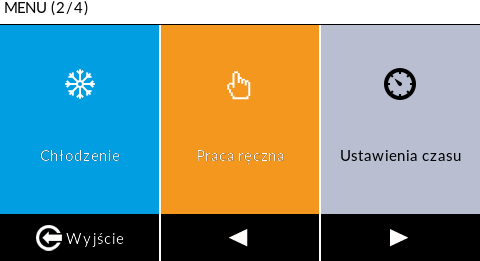 MENU (2/4)
Chłodzenie
Praca ręczna
Ustawienia czasu
Wyjście